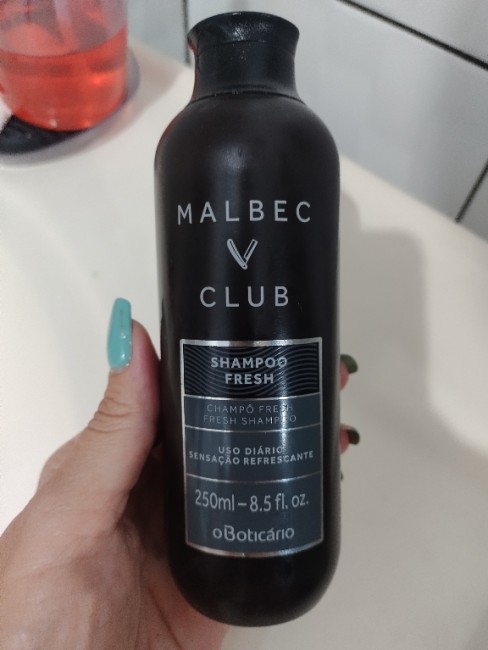 MALBEC
CLUB
SHAMPOO
FRESH
CHAMPÔ FRESH
FRESH SHAMPOO
USO DIÁRIO
SENSAÇÃO REFRESCANTE
250ml – 8.5 fl. oz.
oBoticário